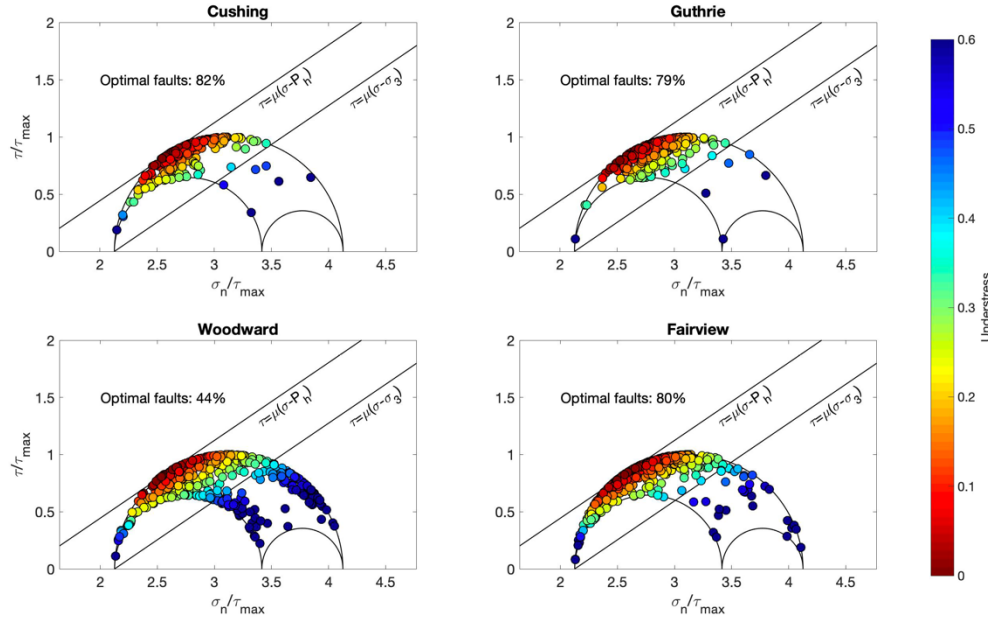 Cushing
2
1.5
1
0.5
0
2
2.5
3
3.5
4
4.5
τ/τmax
σn/τmax
Optimal faults: 82%
τ=μ(σ-Ph)
τ=μ(σ-σ3)
Guthrie
2
1.5
1
0.5
0
2
2.5
3
3.5
4
4.5
σn/τmax
Optimal faults: 79%
τ=μ(σ-Ph)
τ=μ(σ-σ3)
Woodward
2
1.5
1
0.5
0
2
2.5
3
3.5
4
4.5
τ/τmax
σn/τmax
Optimal faults: 44%
τ=μ(σ-Ph)
τ=μ(σ-σ3)
Fairview
2
1.5
1
0.5
0
2
2.5
3
3.5
4
4.5
σn/τmax
Optimal faults: 80%
τ=μ(σ-Ph)
τ=μ(σ-σ3)
0.6
0.5
0.4
0.3
0.2
0.1
0
Understress